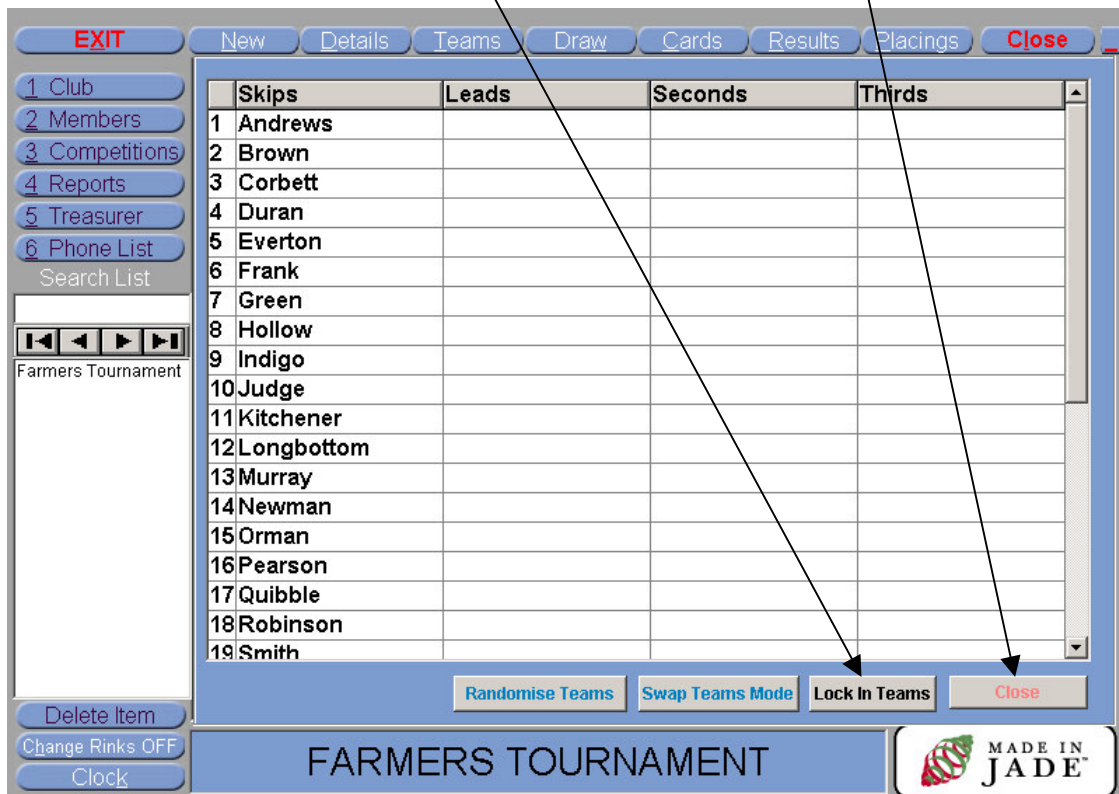 EXIT New Details Teams Draw Cards Results Placings Close
1 Club
2 Members
3 Competitions
4 Reports
5 Treasurer
6 Phone List
Search List
Farmers Tournament
Skips Leads Seconds Thirds
1 Andrews
2 Brown
3 Corbett
4 Duran
5 Everton
6 Frank
7 Green
8 Hollow
9 Indigo
10 Judge
11 Kitchener
12 Longbottom
13 Murray
14 Newman
15 Orman
16 Pearson
17 Quibble
18 Robinson
19 Smith
Randomise Teams Swap Teams Mode Lock In Teams Close
Delete Item
Change Rinks OFF
Clock
FARMERS TOURNAMENT
MADE IN
JADE™